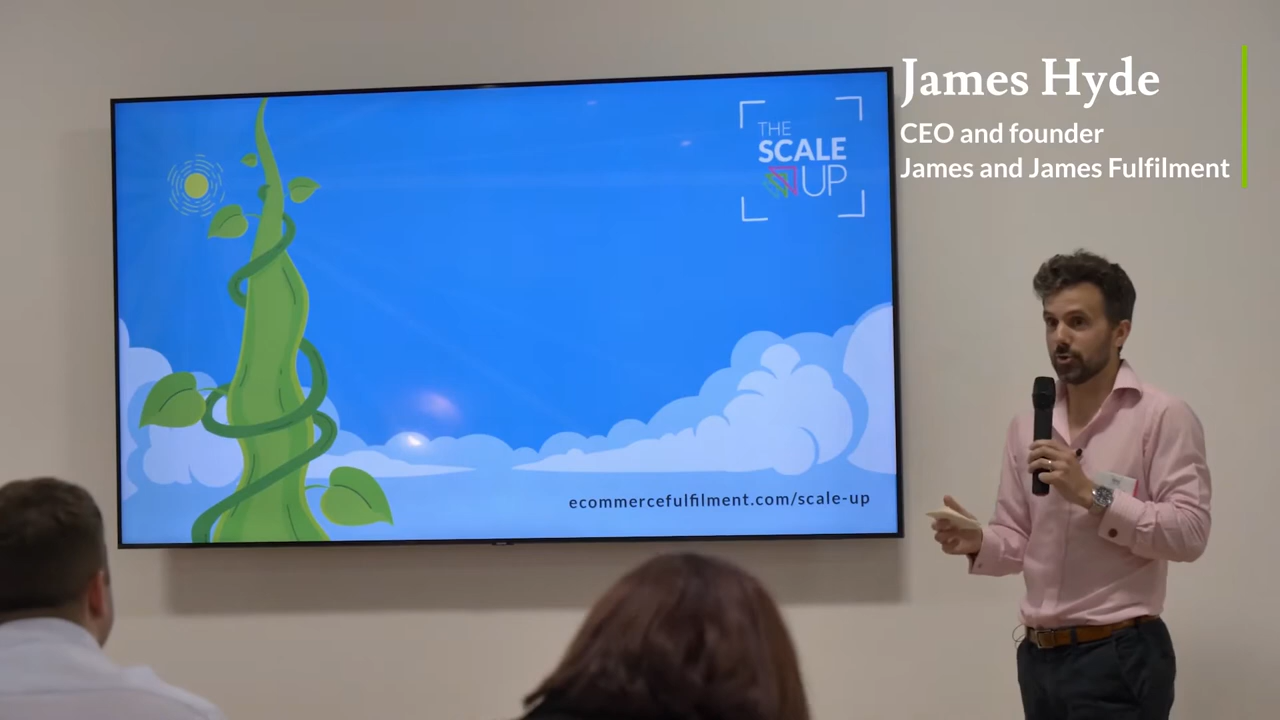 James Hyde
CEO and founder
James and James Fulfilment
THE
SCALE
UP
ecommercefulfilment.com/scale-up